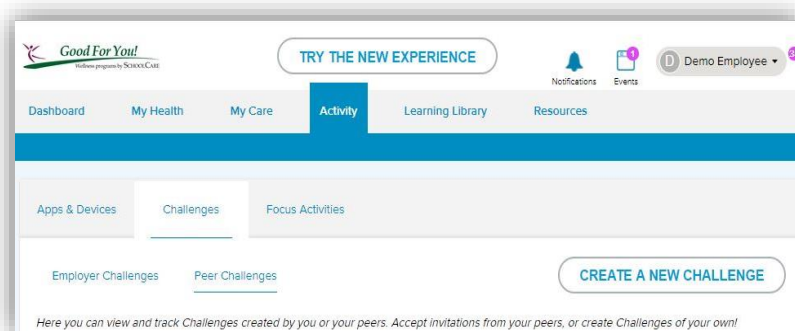 Good For You!
Wellness programs by SCHOOLCARE
TRY THE NEW EXPERIENCE
1
Notifications
Events
D Demo Employee
3
Dashboard My Health My Care Activity Learning Library Resources
Apps & Devices Challenges Focus Activities
Employer Challenges Peer Challenges CREATE A NEW CHALLENGE
Here you can view and track Challenges created by you or your peers. Accept invitations from your peers, or create Challenges of your own!